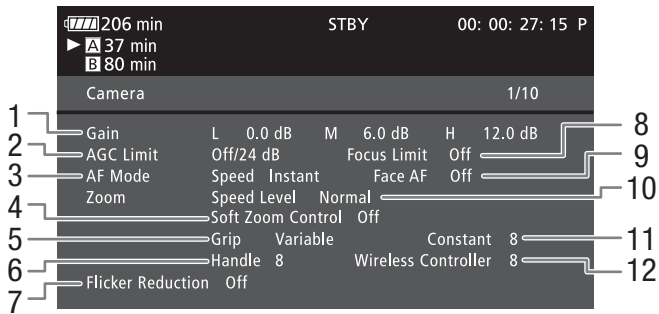 206 min STBY 00: 00: 27: 15 P
A 37 min
B 80 min
Camera 1/10
1 Gain L 0.0 dB M 6.0 dB H 12.0 dB
2 AGC Limit Off/24 dB Focus Limit Off 8
3 AF Mode Speed Instant Face AF Off 9
Zoom Speed Level Normal 10
4 Soft Zoom Control Off
5 Grip Variable Constant 8 11
6 Handle 8 Wireless Controller 8 12
7 Flicker Reduction Off